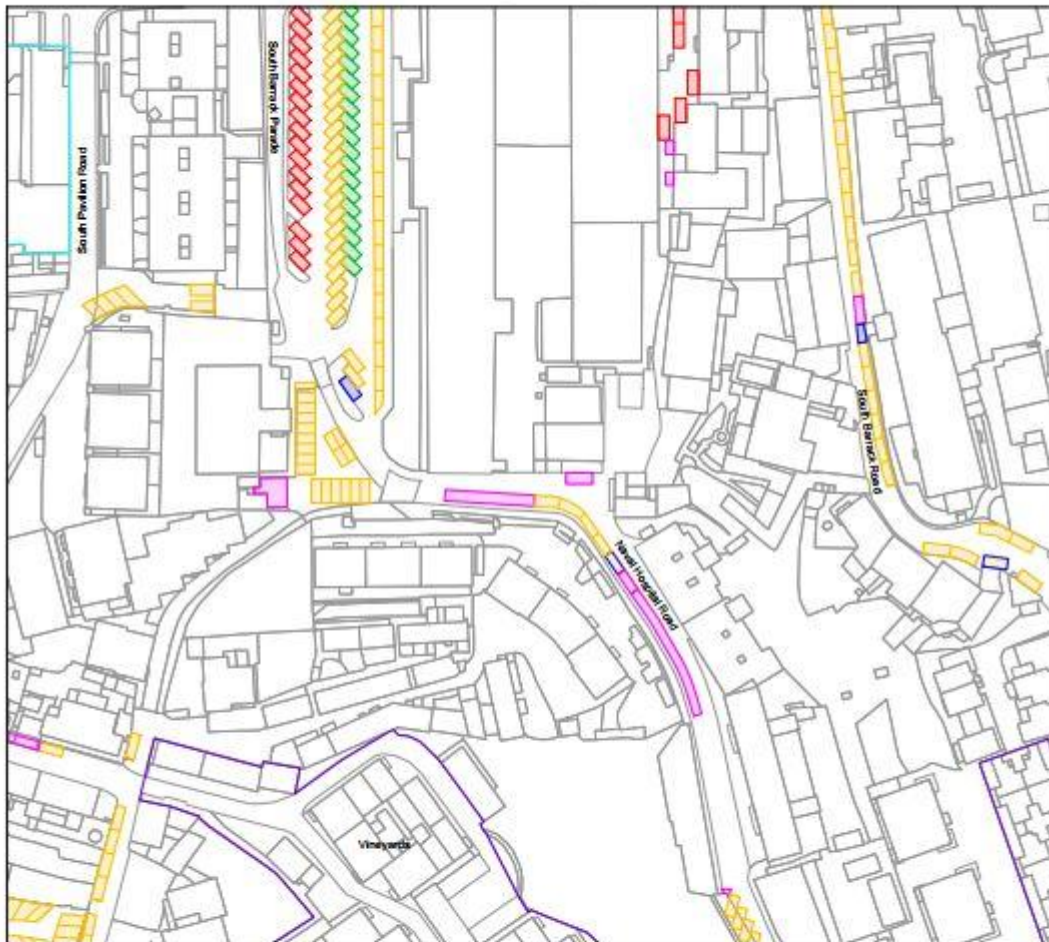 South Barrack Parade
South Pavilion Road
South Barrack Road
Naval Hospital Road
Vineyards